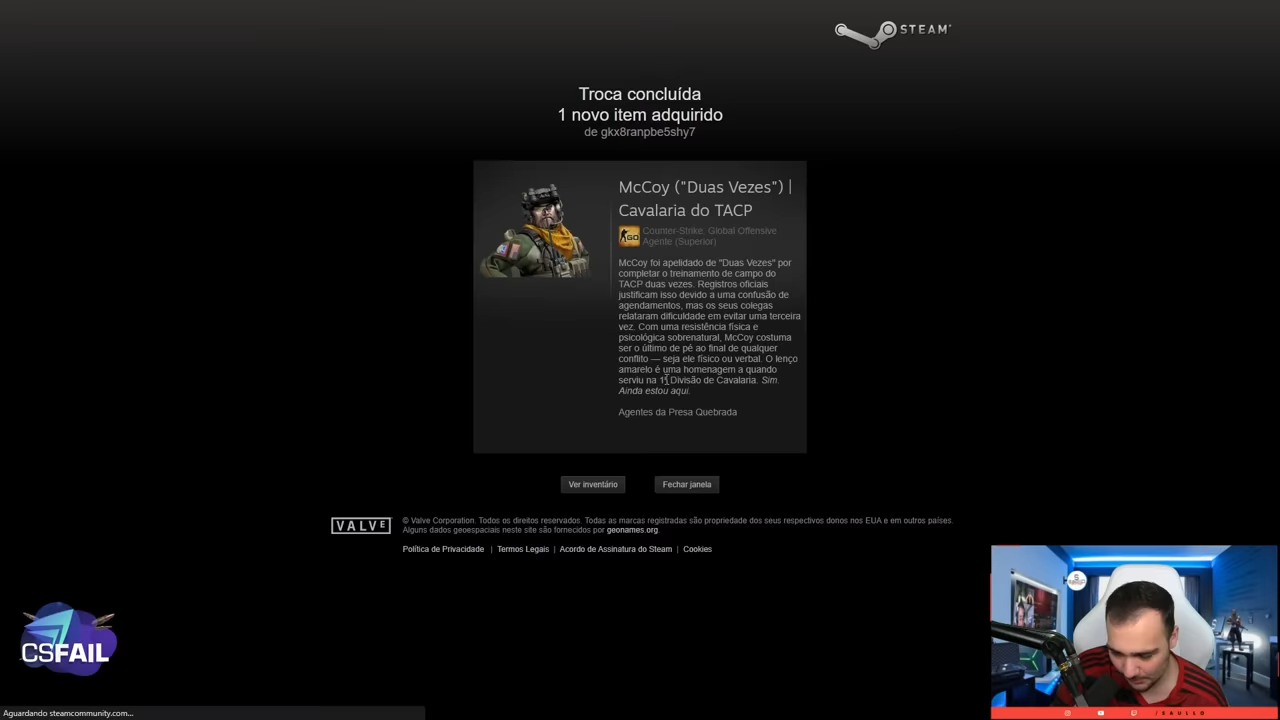 STEAM
Troca concluída
1 novo item adquirido
de gkx8ranpbe5shy7
McCoy ("Duas Vezes") |
Cavalaria do TACP
GO
Counter-Strike: Global Offensive
Agente (Superior)
McCoy foi apelidado de "Duas Vezes" por
completar o treinamento de campo do
TACP duas vezes. Registros oficiais
justificam isso devido a uma confusão de
agendamentos, mas os seus colegas
relataram dificuldade em evitar uma terceira
vez. Com uma resistência física e
psicológica sobrenatural, McCoy costuma
ser o último de pé ao final de qualquer
conflito — seja ele físico ou verbal. O lenço
amarelo é uma homenagem a quando
serviu na 1ª Divisão de Cavalaria. Sim.
Ainda estou aqui.
Agentes da Presa Quebrada
Ver inventário
Fechar janela
VALVE
© Valve Corporation. Todos os direitos reservados. Todas as marcas registradas são propriedade dos seus respectivos donos nos EUA e em outros países.
Alguns dados geoespaciais neste site são fornecidos por geonames.org.
Política de Privacidade | Termos Legais | Acordo de Assinatura do Steam | Cookies
CSFAIL
Aguardando steamcommunity.com...